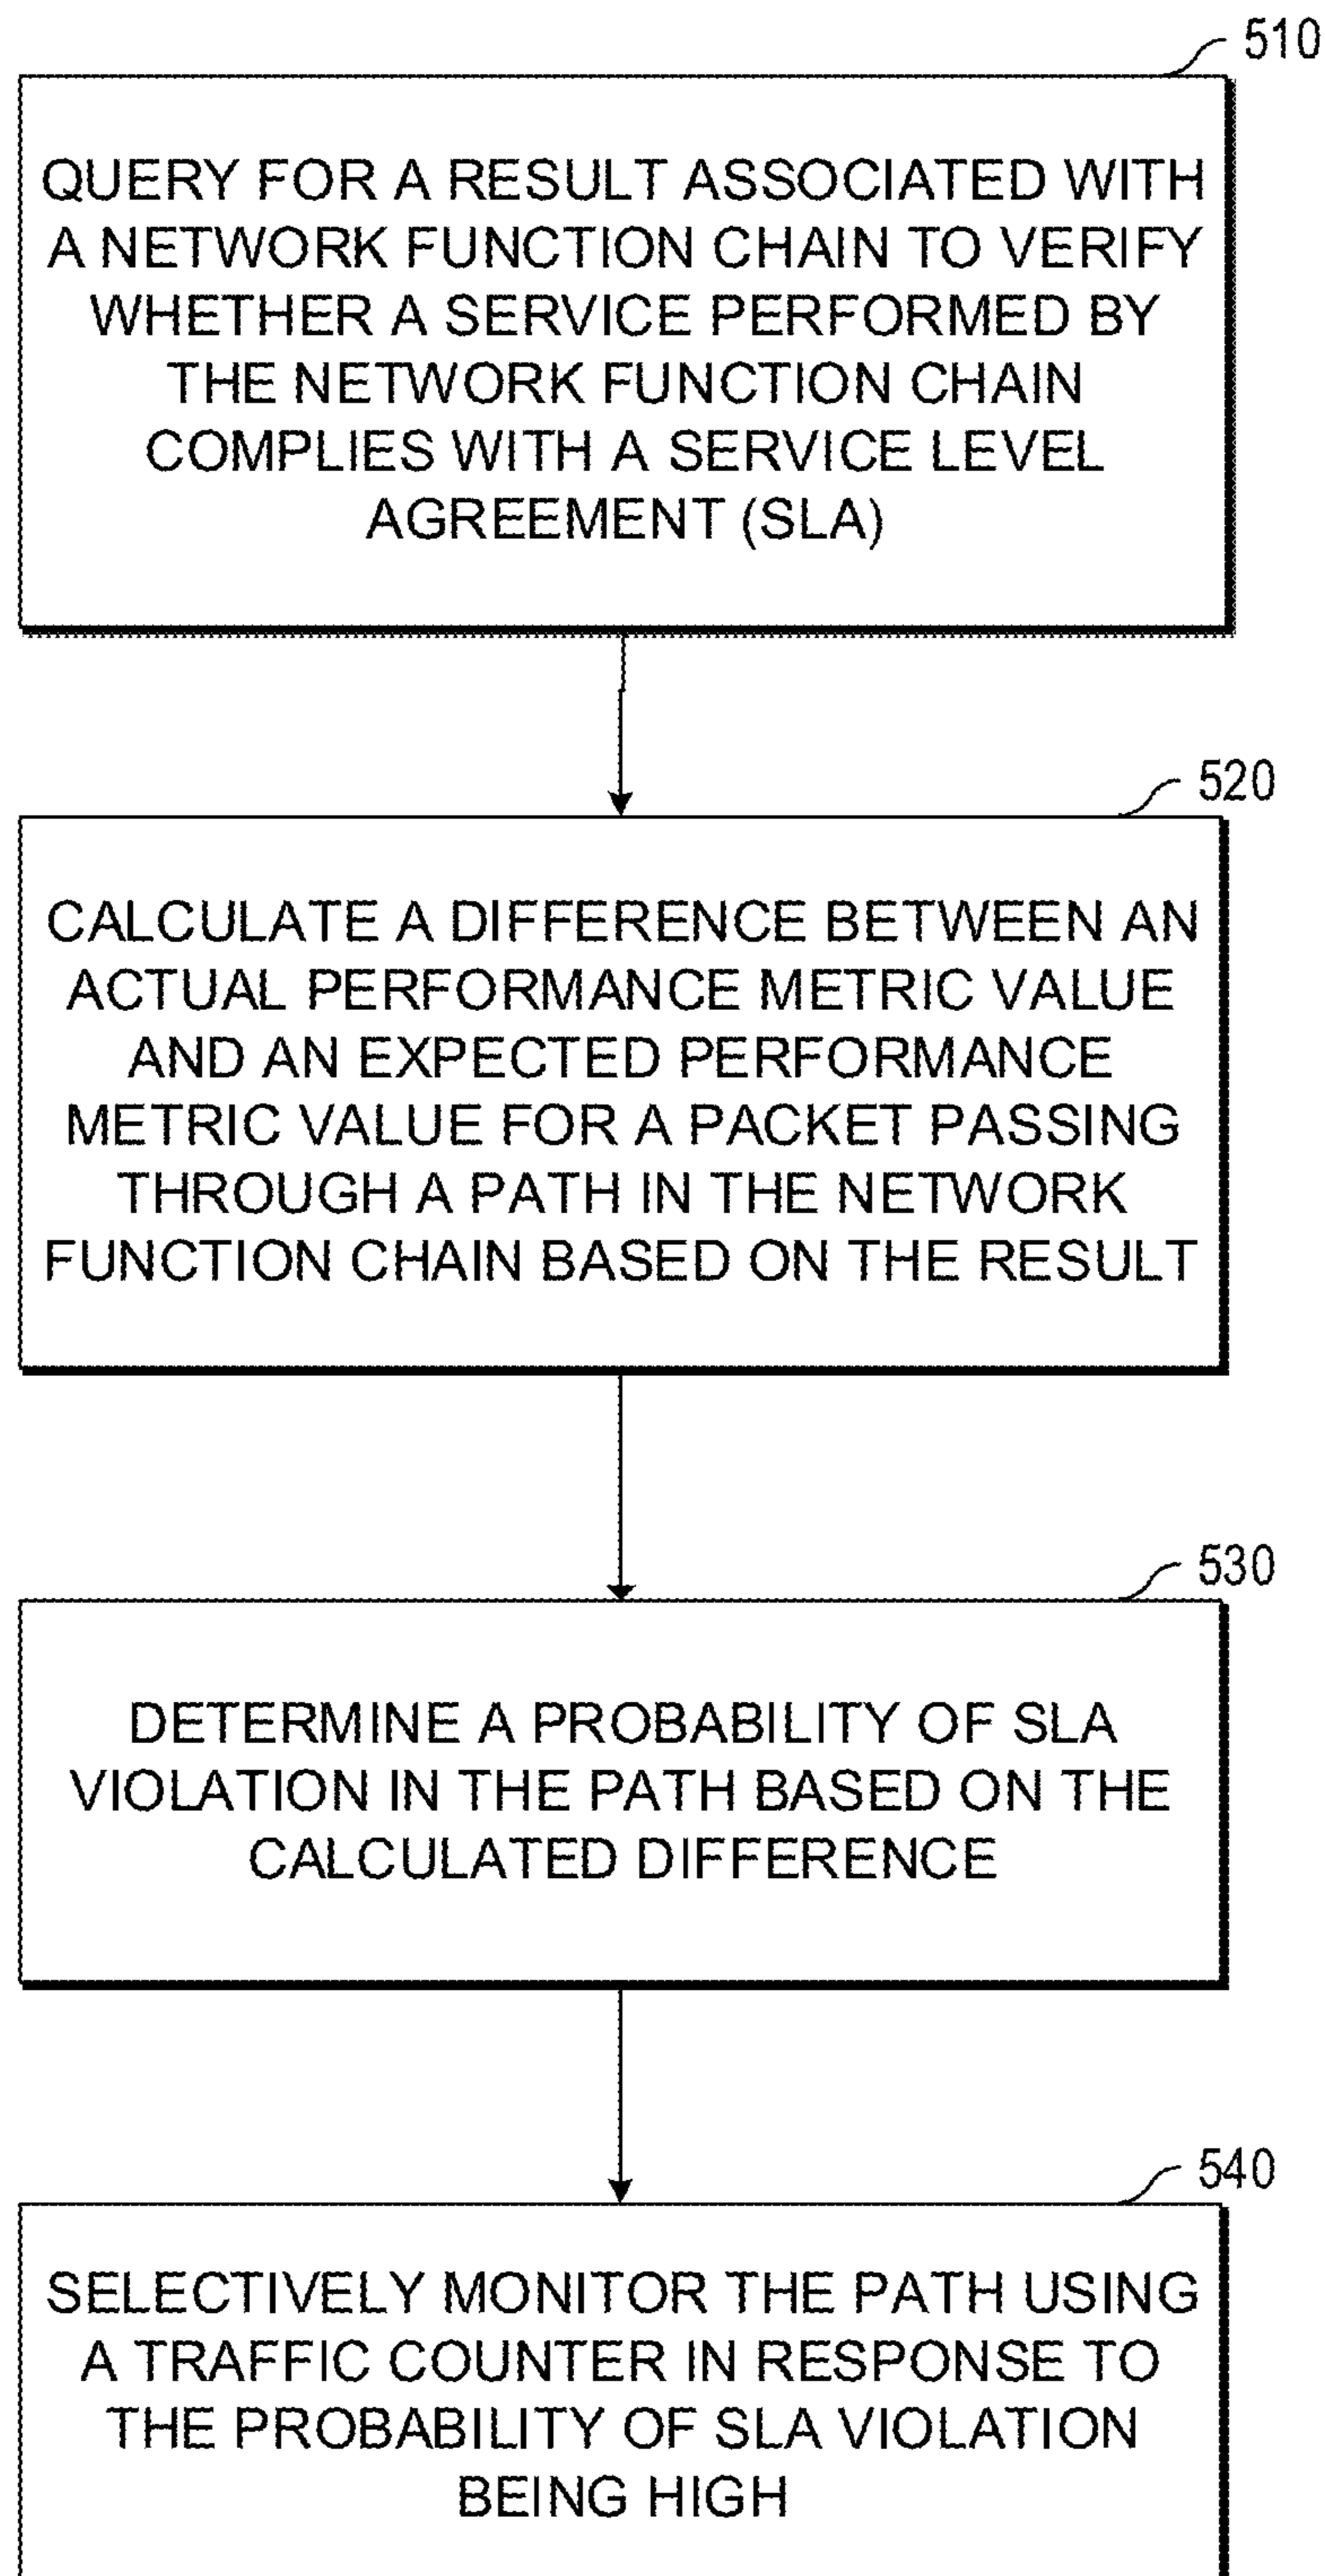 510
QUERY FOR A RESULT ASSOCIATED WITH
A NETWORK FUNCTION CHAIN TO VERIFY
WHETHER A SERVICE PERFORMED BY
THE NETWORK FUNCTION CHAIN
COMPLIES WITH A SERVICE LEVEL
AGREEMENT (SLA)
520
CALCULATE A DIFFERENCE BETWEEN AN
ACTUAL PERFORMANCE METRIC VALUE
AND AN EXPECTED PERFORMANCE
METRIC VALUE FOR A PACKET PASSING
THROUGH A PATH IN THE NETWORK
FUNCTION CHAIN BASED ON THE RESULT
530
DETERMINE A PROBABILITY OF SLA
VIOLATION IN THE PATH BASED ON THE
CALCULATED DIFFERENCE
540
SELECTIVELY MONITOR THE PATH USING
A TRAFFIC COUNTER IN RESPONSE TO
THE PROBABILITY OF SLA VIOLATION
BEING HIGH